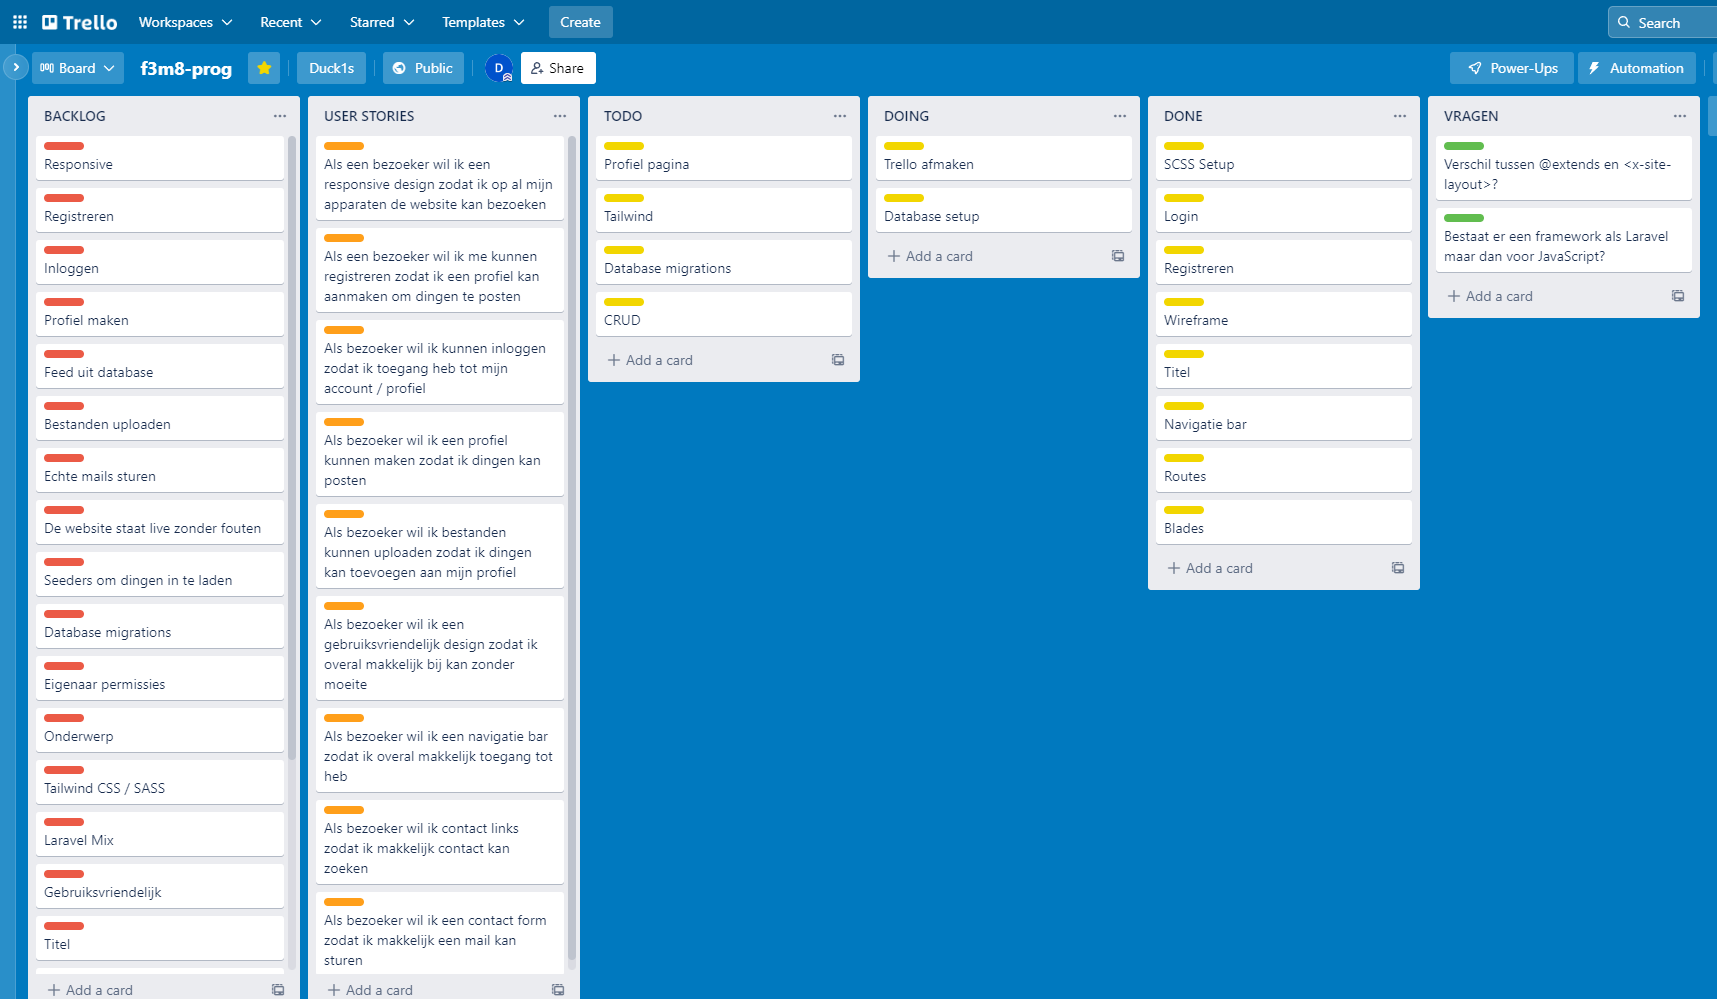 Trello
Workspaces
Recent
Starred
Templates
Create
Search
Board
f3m8-prog
Duck1s
Public
D
Share
Power-Ups
Automation
BACKLOG
Responsive
Registreren
Inloggen
Profiel maken
Feed uit database
Bestanden uploaden
Echte mails sturen
De website staat live zonder fouten
Seeders om dingen in te laden
Database migrations
Eigenaar permissies
Onderwerp
Tailwind CSS / SASS
Laravel Mix
Gebruiksvriendelijk
Titel
Add a card
USER STORIES
Als een bezoeker wil ik een
responsive design zodat ik op al mijn
apparaten de website kan bezoeken
Als een bezoeker wil ik me kunnen
registreren zodat ik een profiel kan
aanmaken om dingen te posten
Als bezoeker wil ik kunnen inloggen
zodat ik toegang heb tot mijn
account / profiel
Als bezoeker wil ik een profiel
kunnen maken zodat ik dingen kan
posten
Als bezoeker wil ik bestanden
kunnen uploaden zodat ik dingen
kan toevoegen aan mijn profiel
Als bezoeker wil ik een
gebruiksvriendelijk design zodat ik
overal makkelijk bij kan zonder
moeite
Als bezoeker wil ik een navigatie bar
zodat ik overal makkelijk toegang tot
heb
Als bezoeker wil ik contact links
zodat ik makkelijk contact kan
zoeken
Als bezoeker wil ik een contact form
zodat ik makkelijk een mail kan
sturen
Add a card
TODO
Profiel pagina
Tailwind
Database migrations
CRUD
Add a card
DOING
Trello afmaken
Database setup
Add a card
DONE
SCSS Setup
Login
Registreren
Wireframe
Titel
Navigatie bar
Routes
Blades
Add a card
VRAGEN
Verschil tussen @extends en <x-site-
layout>?
Bestaat er een framework als Laravel
maar dan voor JavaScript?
Add a card